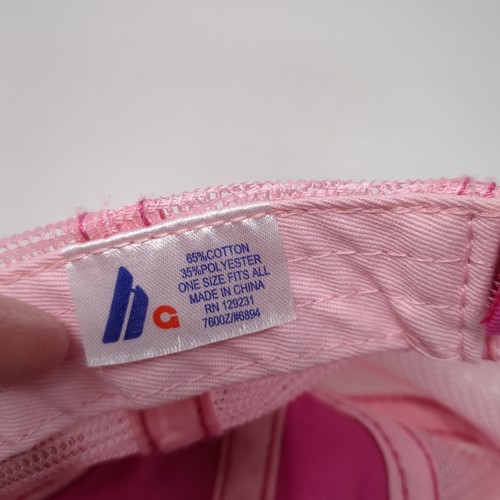 65%COTTON
35%POLYESTER
ONE SIZE FITS ALL
MADE IN CHINA
RN 129231
7600Z/#6894